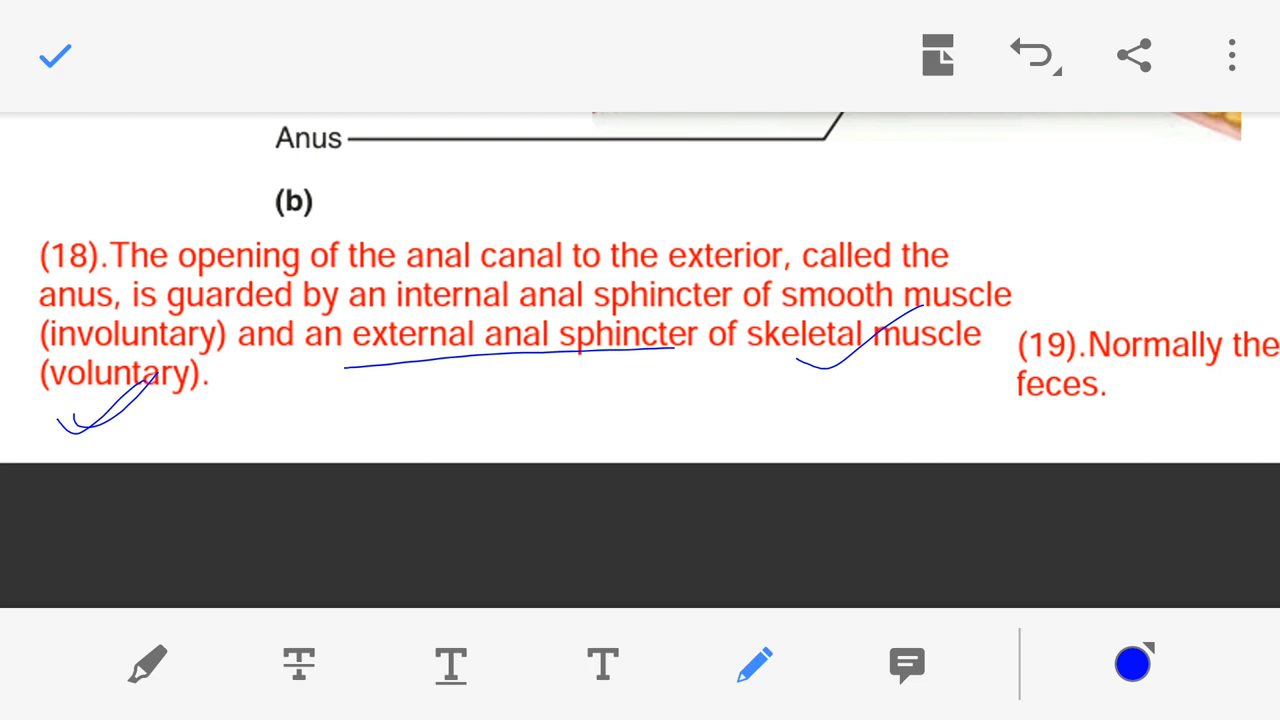 Anus
(b)
(18).The opening of the anal canal to the exterior, called the
anus, is guarded by an internal anal sphincter of smooth muscle
(involuntary) and an external anal sphincter of skeletal muscle
(voluntary).
(19).Normally the
feces.